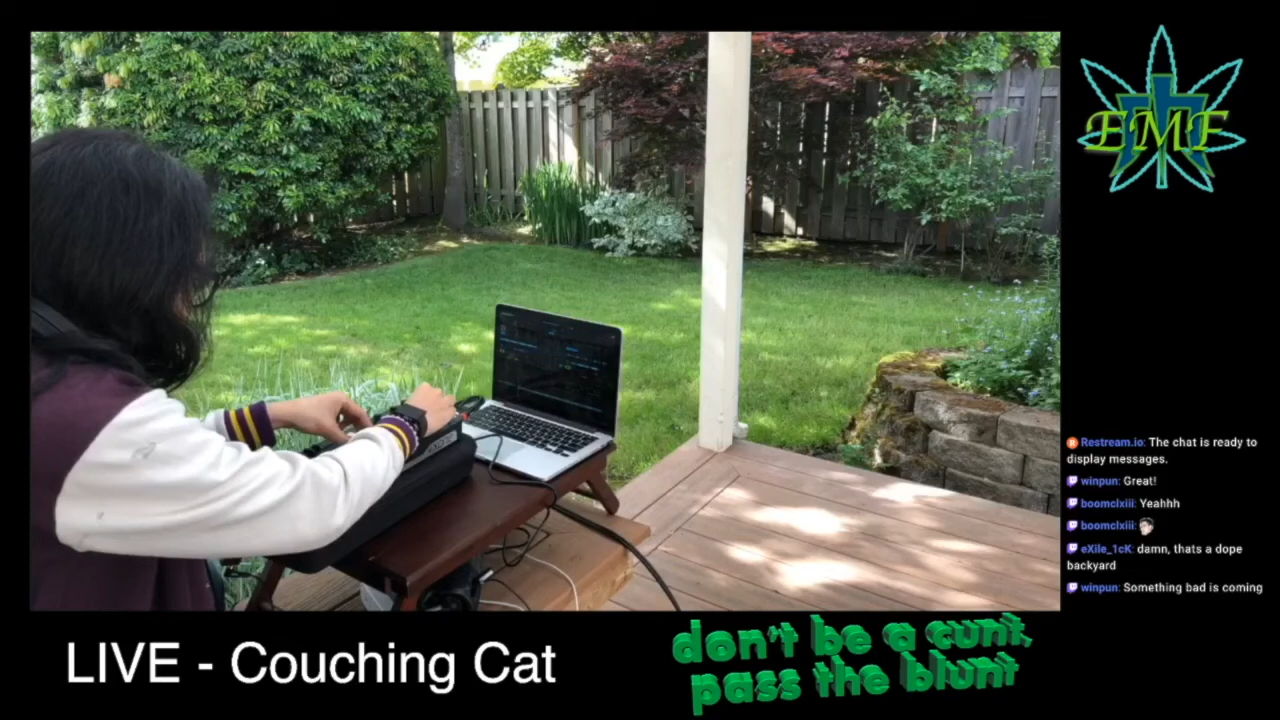 EMF
Restream.io: The chat is ready to
display messages.
winpun: Great!
boomclxiii: Yeahhh
boomclxiii:
eXile_1cK: damn, thats a dope
backyard
winpun: Something bad is coming
LIVE - Couching Cat
don't be a cunt,
pass the blunt